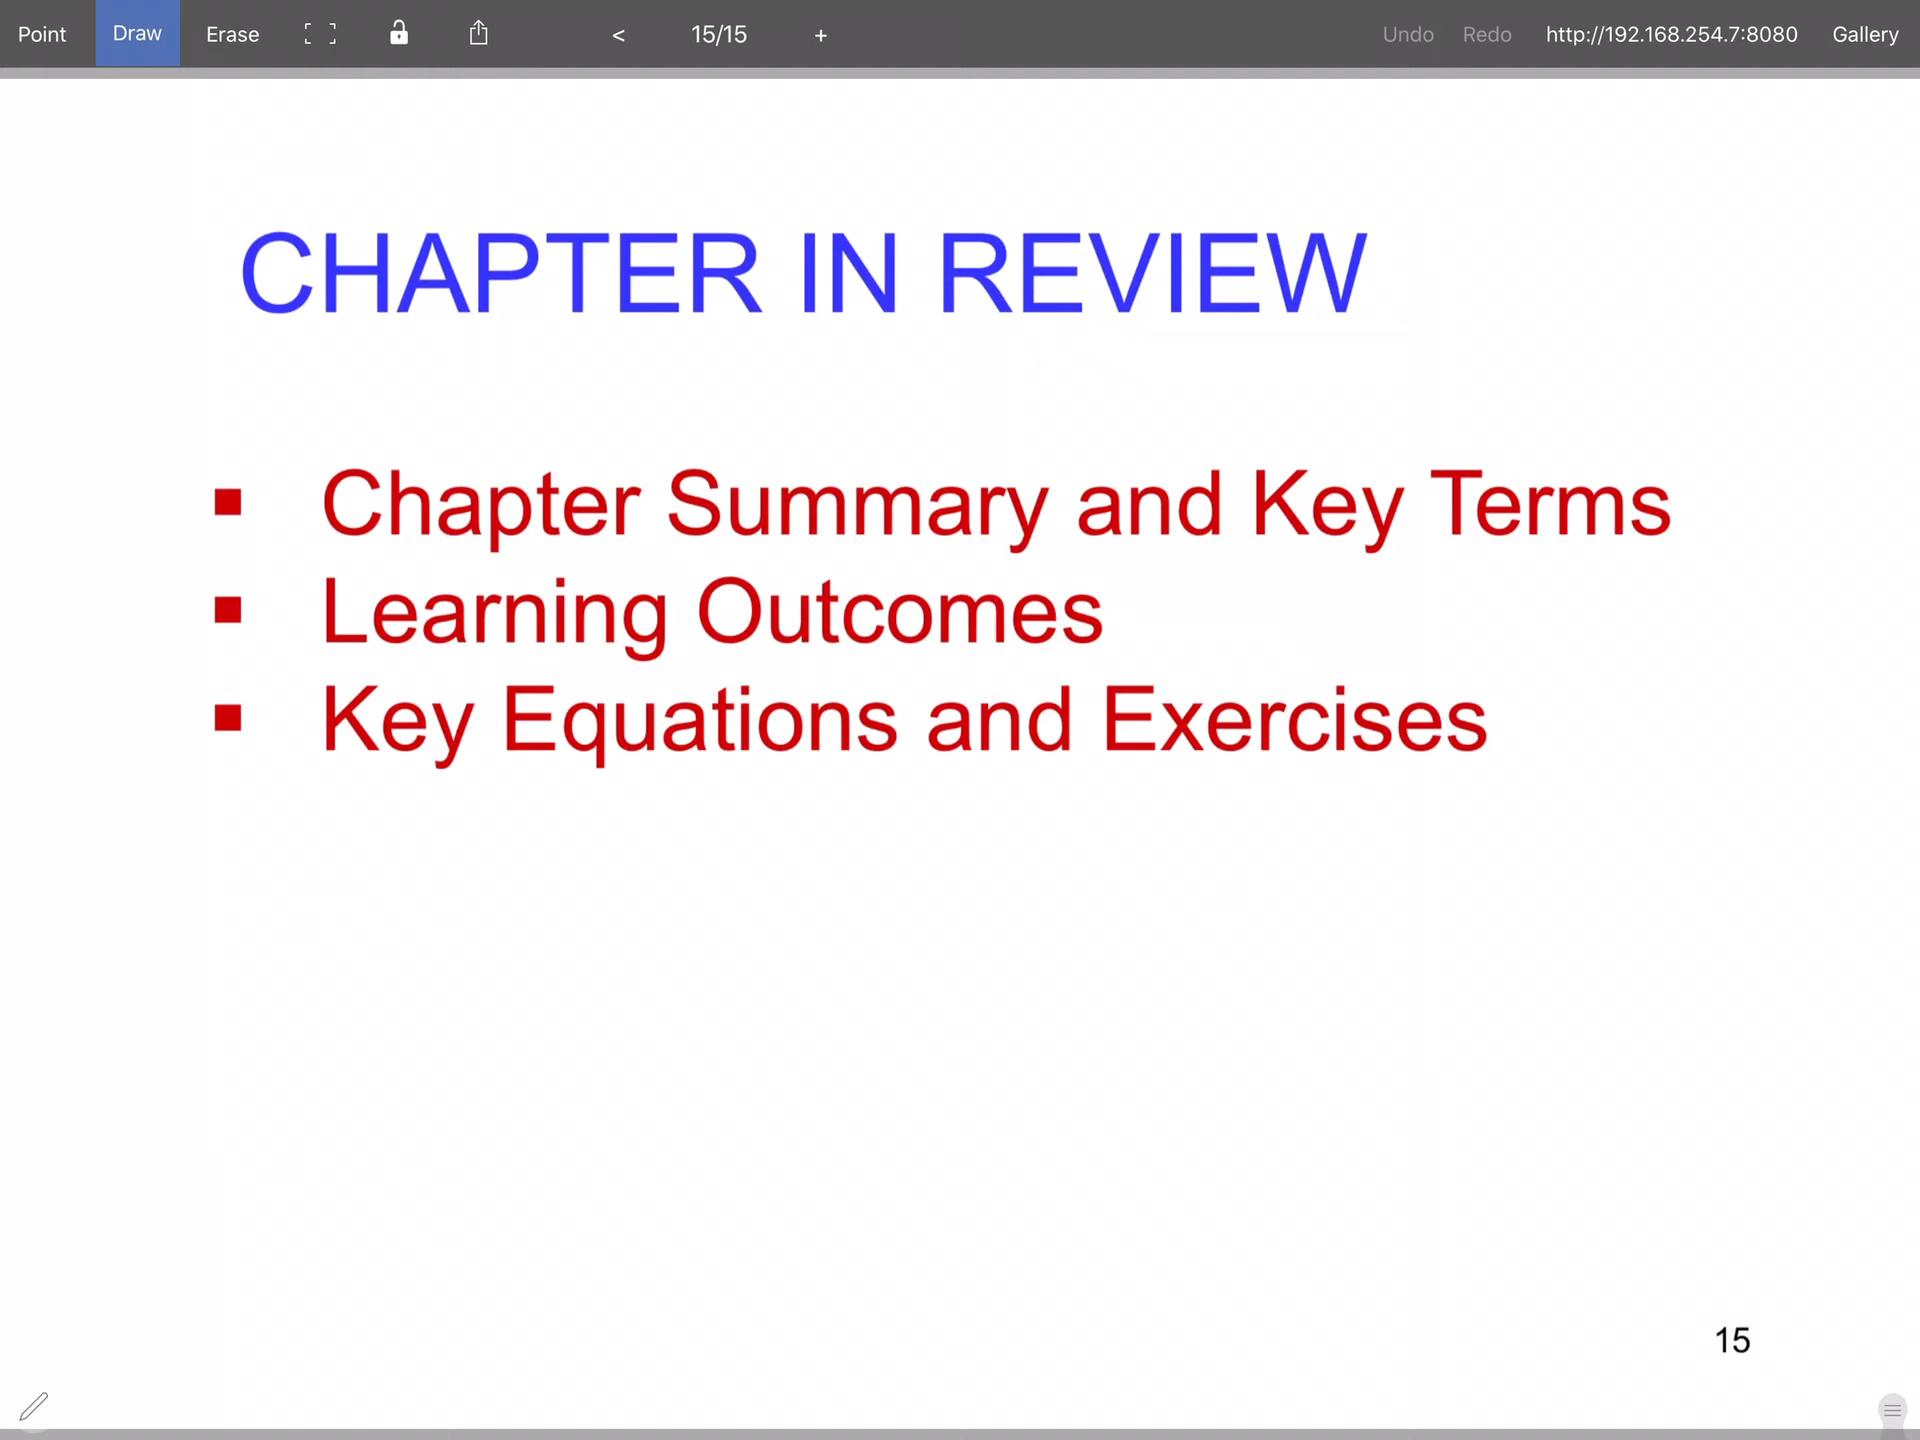 Point Draw Erase < 15/15 + Undo Redo http://192.168.254.7:8080 Gallery
CHAPTER IN REVIEW
▪ Chapter Summary and Key Terms
▪ Learning Outcomes
▪ Key Equations and Exercises
15